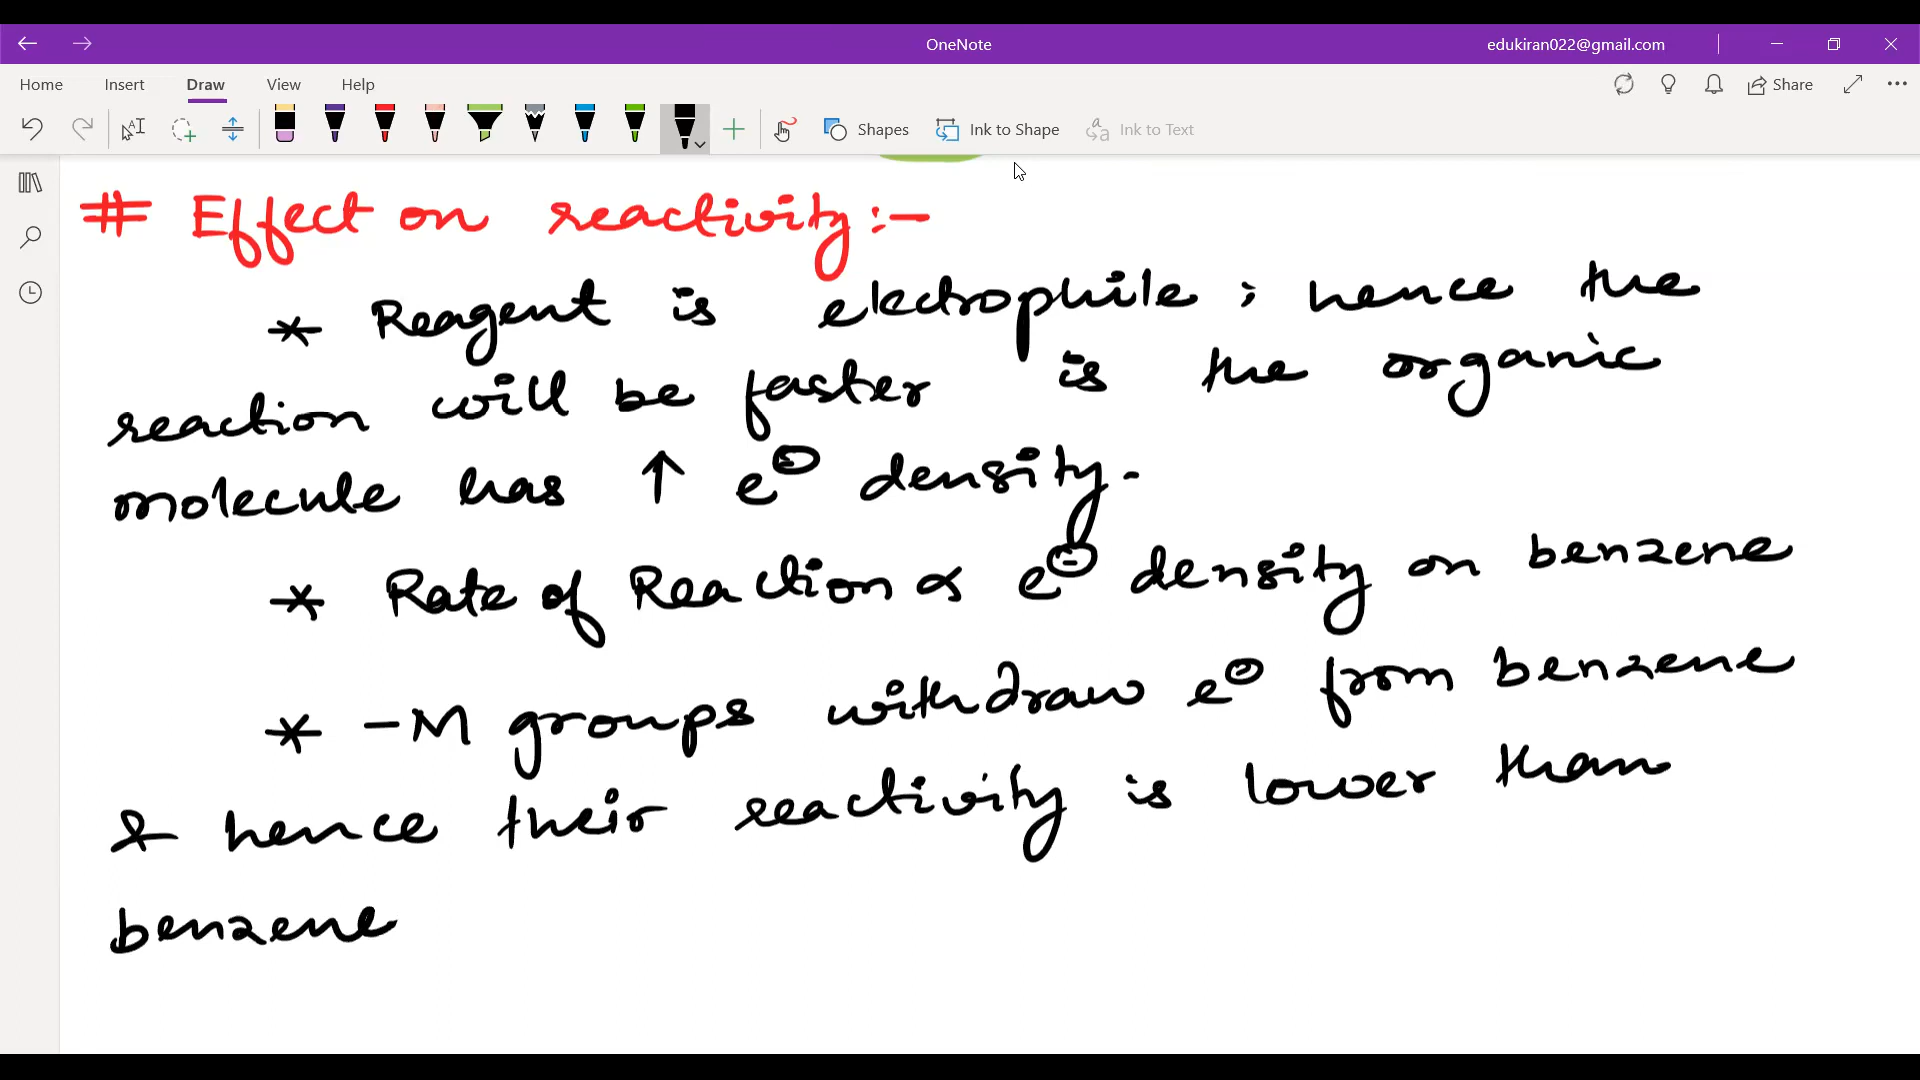 OneNote
edukiran022@gmail.com
Home Insert Draw View Help Share
Shapes Ink to Shape Ink to Text
# Effect on reactivity :-
* Reagent is electrophile ; hence the
reaction will be faster is the organic
molecule has ↑ e⊖ density.
* Rate of Reaction ∝ e⊖ density on benzene
* -M groups withdraw e⊖ from benzene
& hence their reactivity is lower than
benzene